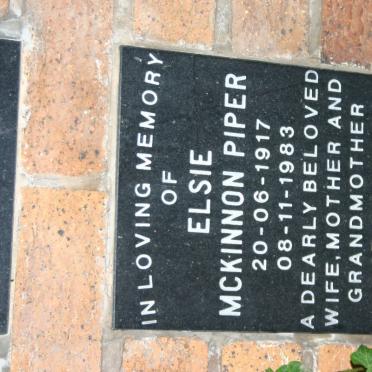 IN LOVING MEMORY
OF
ELSIE
MCKINNON PIPER
20-06-1917
08-11-1983
A DEARLY BELOVED
WIFE, MOTHER AND
GRANDMOTHER